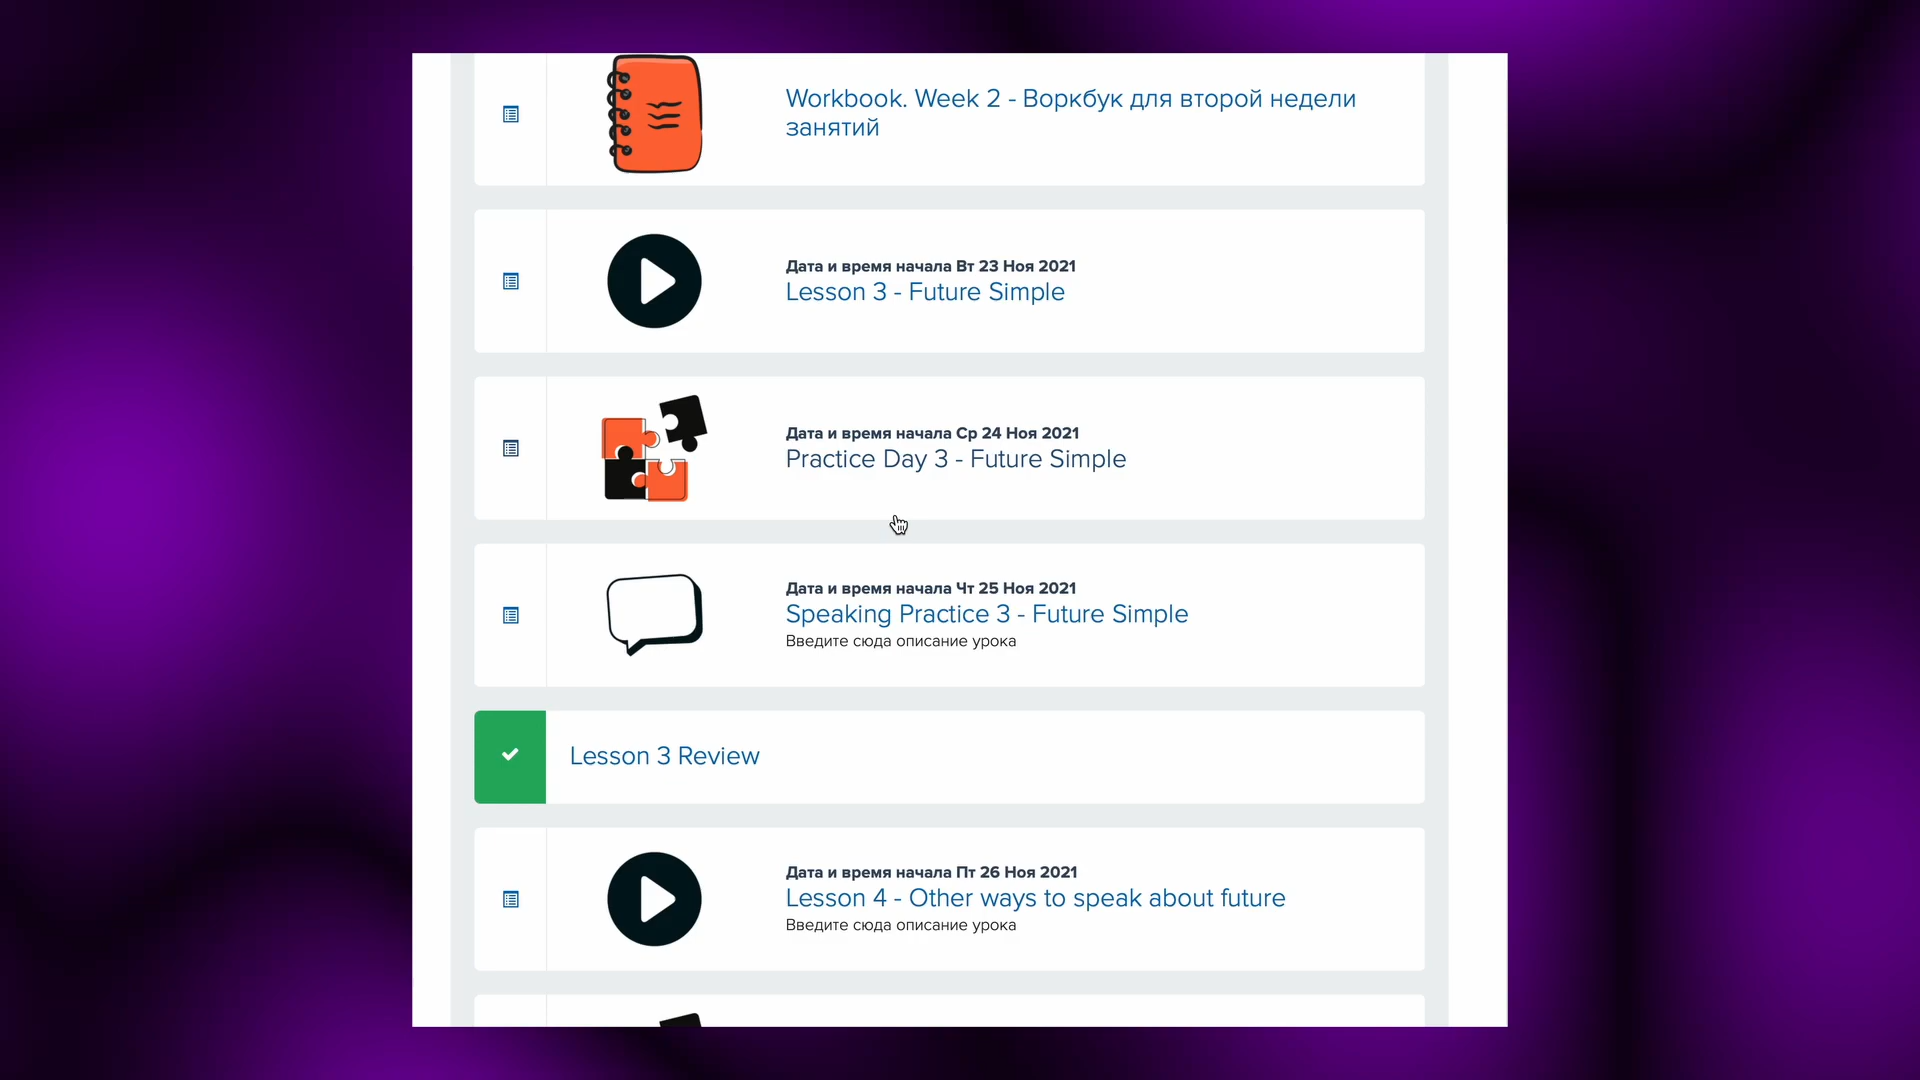 Workbook. Week 2 - Воркбук для второй недели
занятий
Дата и время начала Вт 23 Ноя 2021
Lesson 3 - Future Simple
Дата и время начала Ср 24 Ноя 2021
Practice Day 3 - Future Simple
Дата и время начала Чт 25 Ноя 2021
Speaking Practice 3 - Future Simple
Введите сюда описание урока
Lesson 3 Review
Дата и время начала Пт 26 Ноя 2021
Lesson 4 - Other ways to speak about future
Введите сюда описание урока